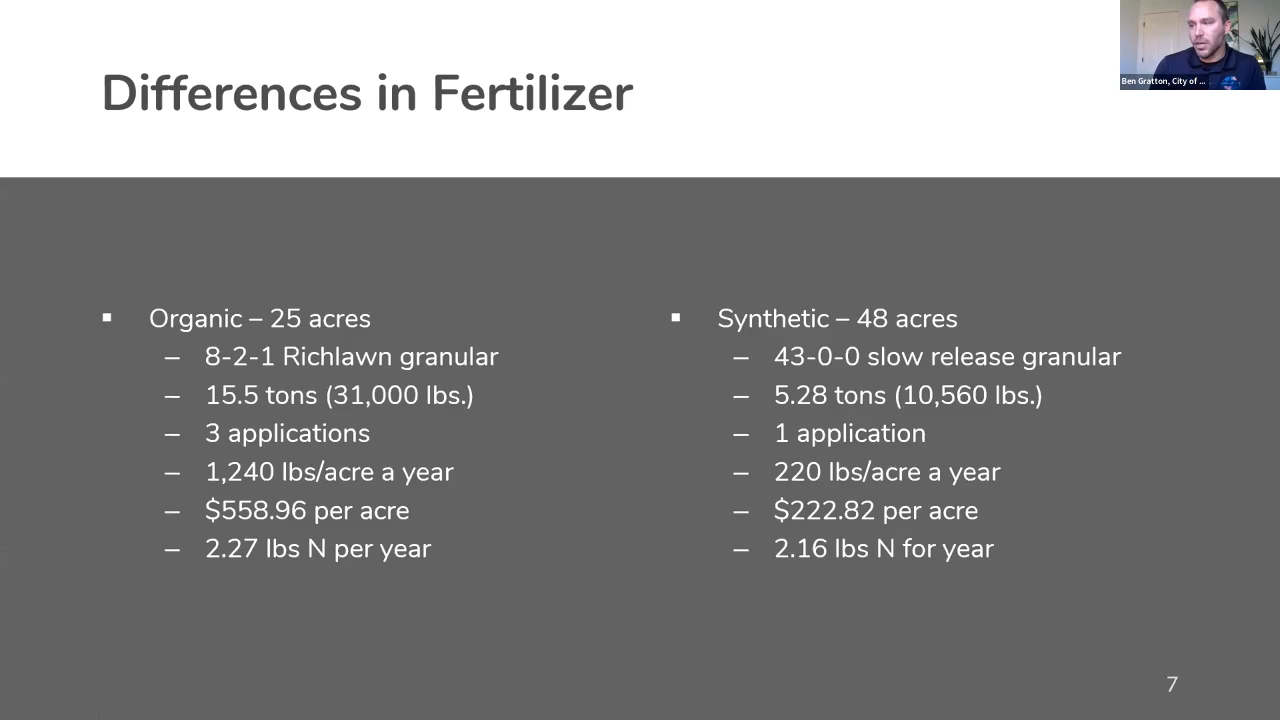 Differences in Fertilizer
Ben Gratton, City of ...
▪ Organic – 25 acres
– 8-2-1 Richlawn granular
– 15.5 tons (31,000 lbs.)
– 3 applications
– 1,240 lbs/acre a year
– $558.96 per acre
– 2.27 lbs N per year
▪ Synthetic – 48 acres
– 43-0-0 slow release granular
– 5.28 tons (10,560 lbs.)
– 1 application
– 220 lbs/acre a year
– $222.82 per acre
– 2.16 lbs N for year
7